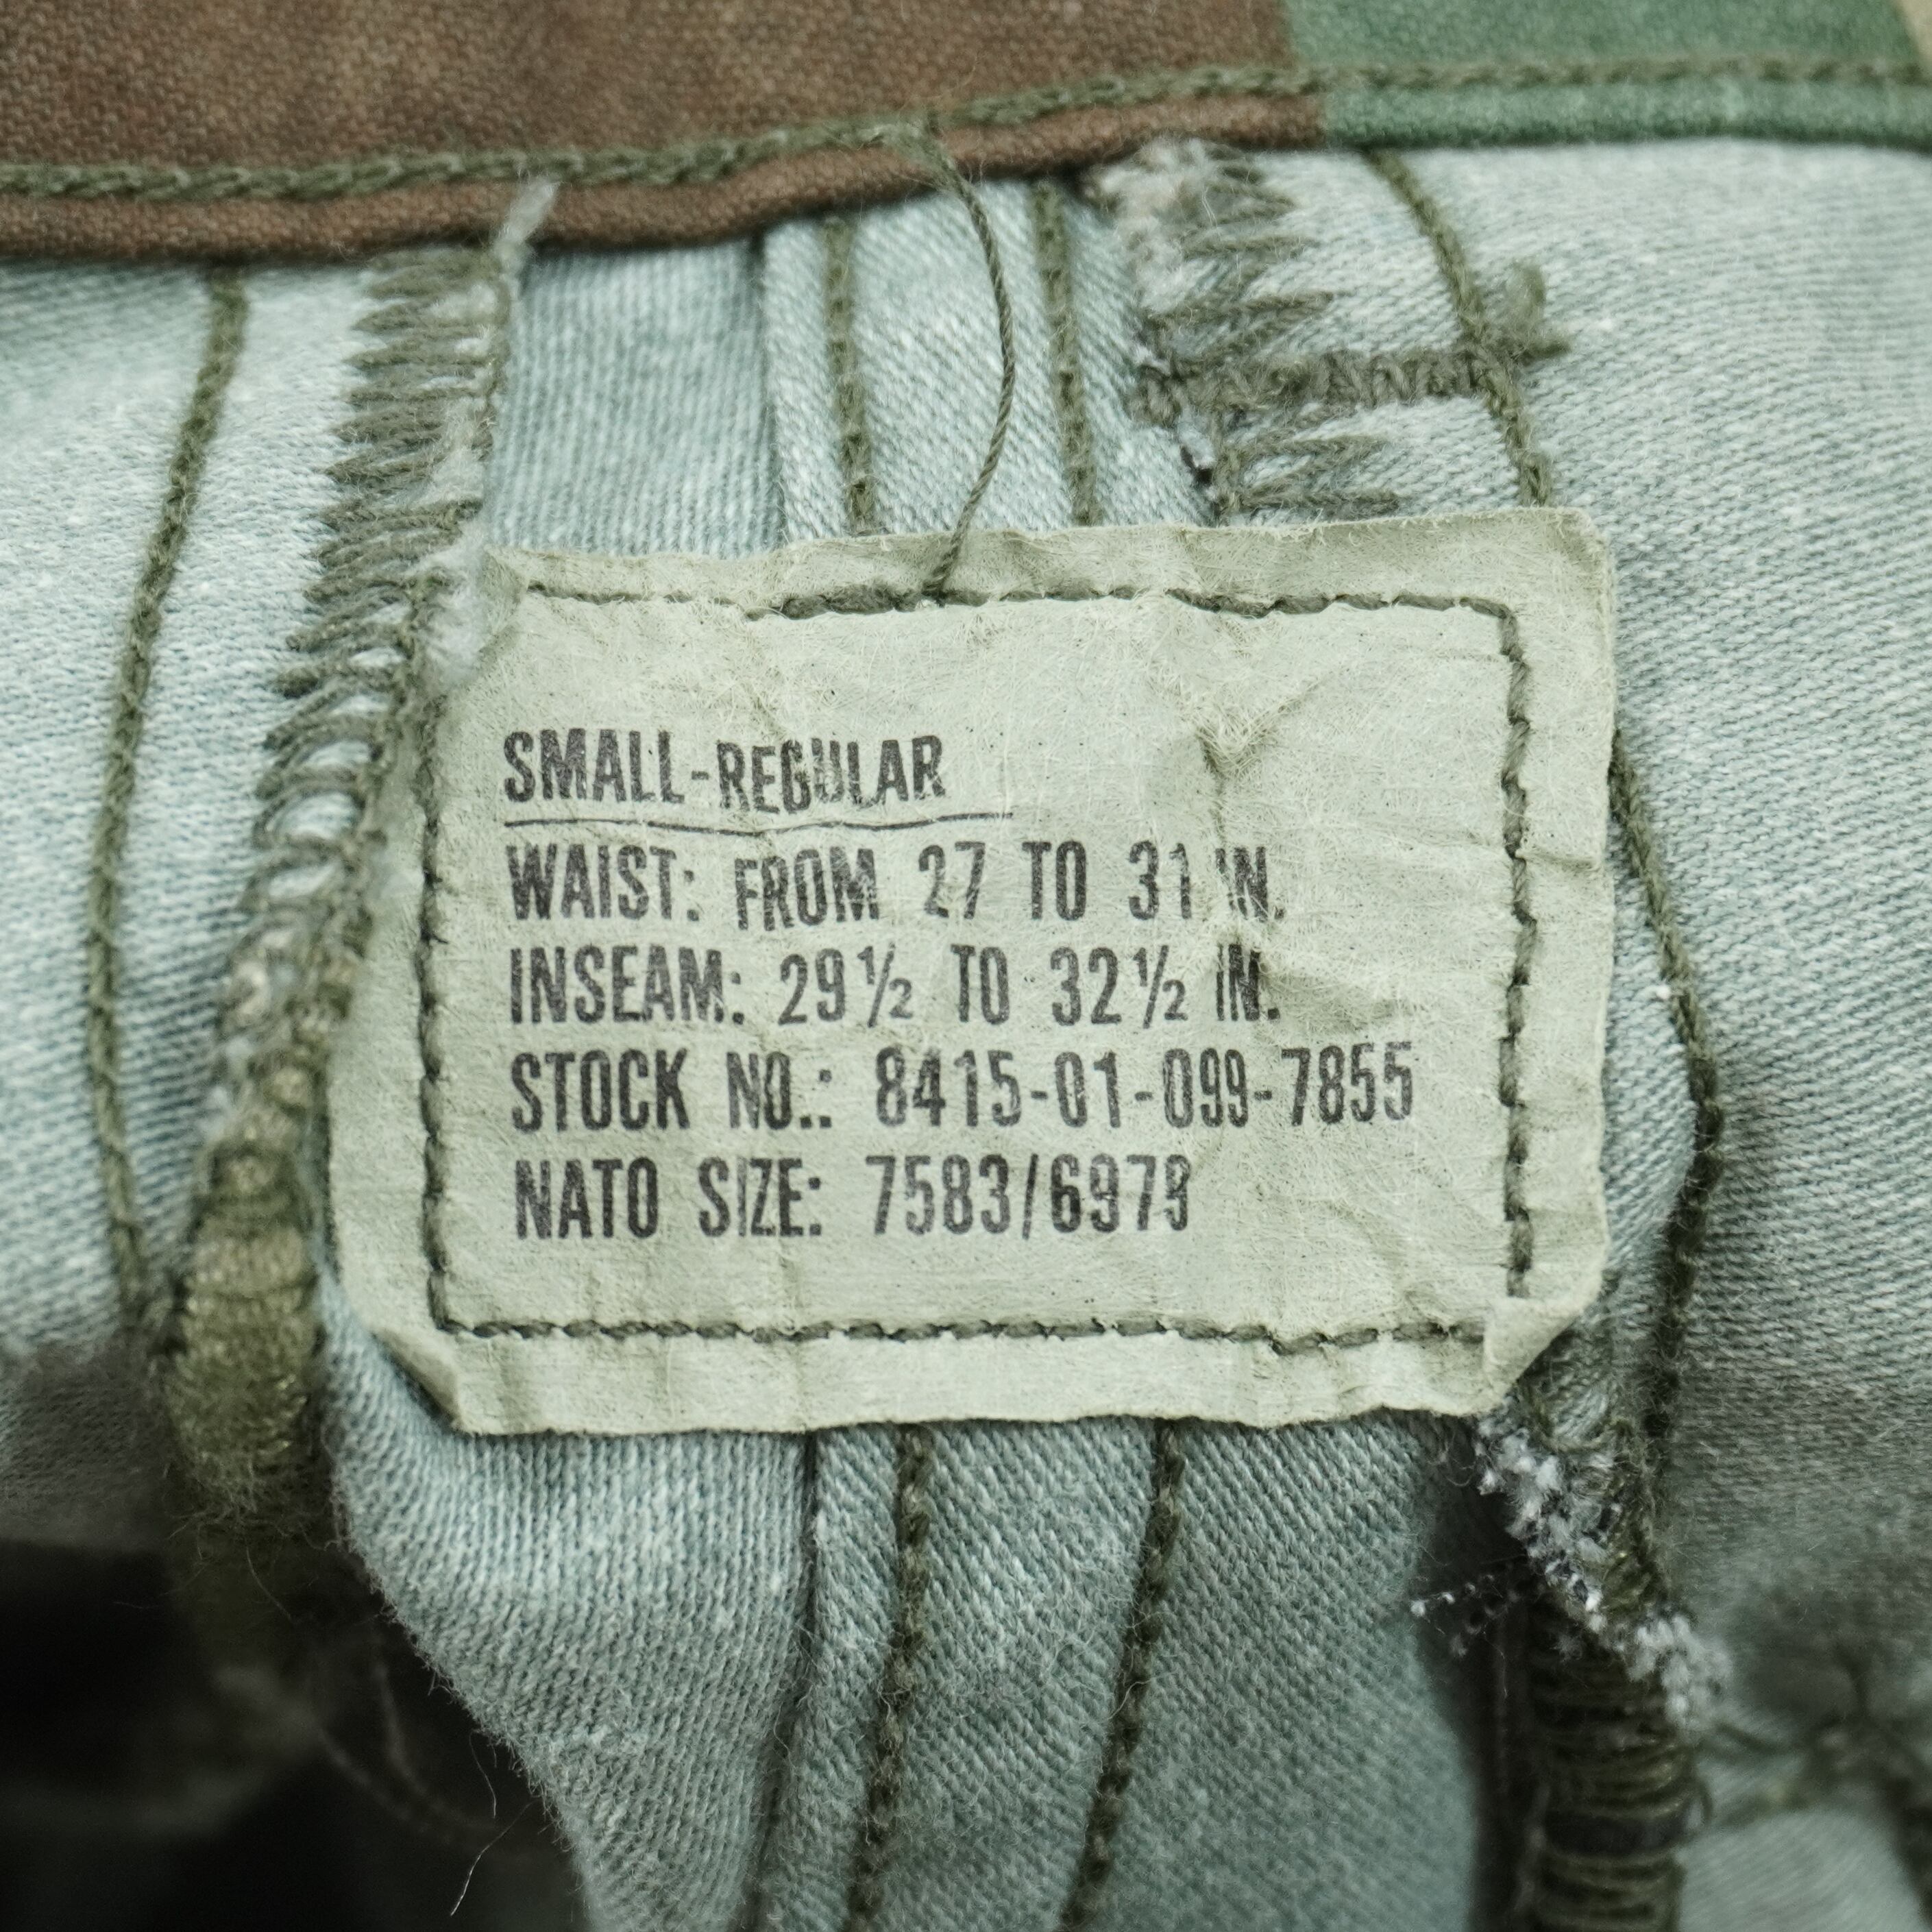 SMALL-REGULAR
WAIST: FROM 27 TO 31 IN.
INSEAM: 29½ TO 32½ IN.
STOCK NO.: 8415-01-099-7855
NATO SIZE: 7583/6979